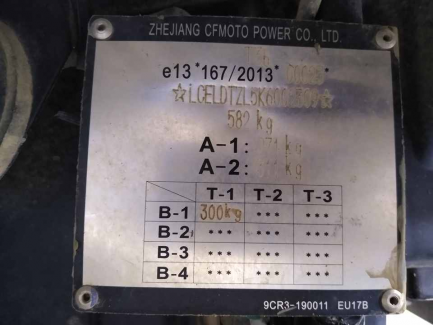 ZHEJIANG CFMOTO POWER CO., LTD.
e13*167/2013*
582 kg
A-1:
A-2:
T-1 T-2 T-3
B-1 300kg *** ***
B-2 *** *** ***
B-3 *** *** ***
B-4 *** *** ***
9CR3-190011 EU17B